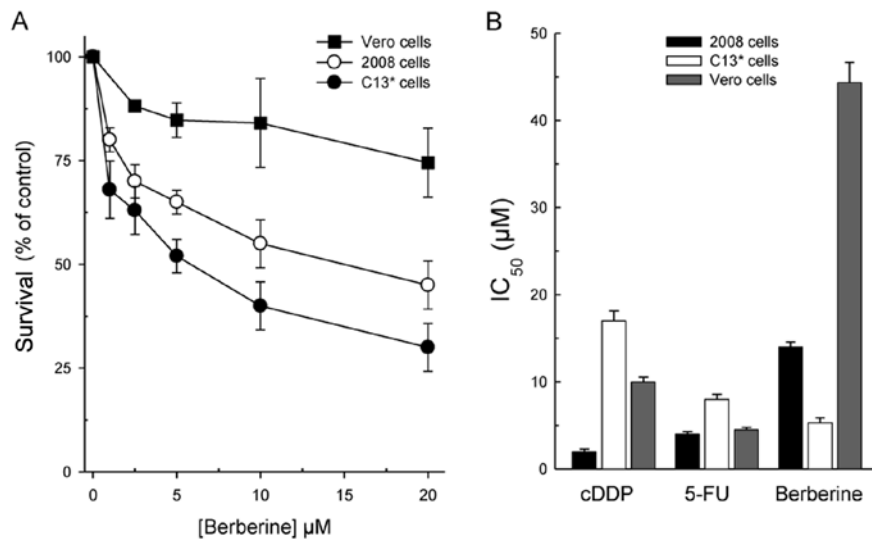 A
Vero cells
2008 cells
C13* cells
Survival (% of control)
100
75
50
25
0
0
5
10
15
20
[Berberine] µM
B
2008 cells
C13* cells
Vero cells
IC50 (µM)
50
40
30
20
10
0
cDDP
5-FU
Berberine